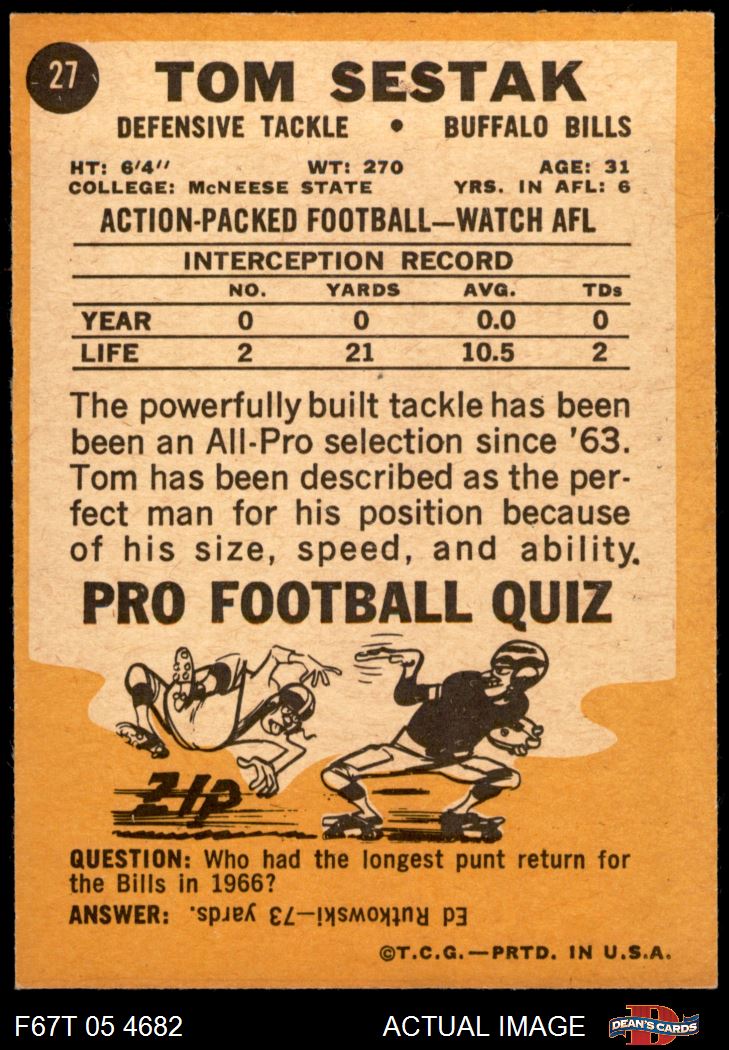 27
TOM SESTAK
DEFENSIVE TACKLE • BUFFALO BILLS
HT: 6'4'' WT: 270 AGE: 31
COLLEGE: McNEESE STATE YRS. IN AFL: 6
ACTION-PACKED FOOTBALL—WATCH AFL
INTERCEPTION RECORD
NO. YARDS AVG. TDs
YEAR 0 0 0.0 0
LIFE 2 21 10.5 2
The powerfully built tackle has been
been an All-Pro selection since '63.
Tom has been described as the per-
fect man for his position because
of his size, speed, and ability.
PRO FOOTBALL QUIZ
ZIP
QUESTION: Who had the longest punt return for
the Bills in 1966?
ANSWER: Ed Rutkowski—73 yards.
©T.C.G.—PRTD. IN U.S.A.
F67T 05 4682 ACTUAL IMAGE D DEAN'S CARDS